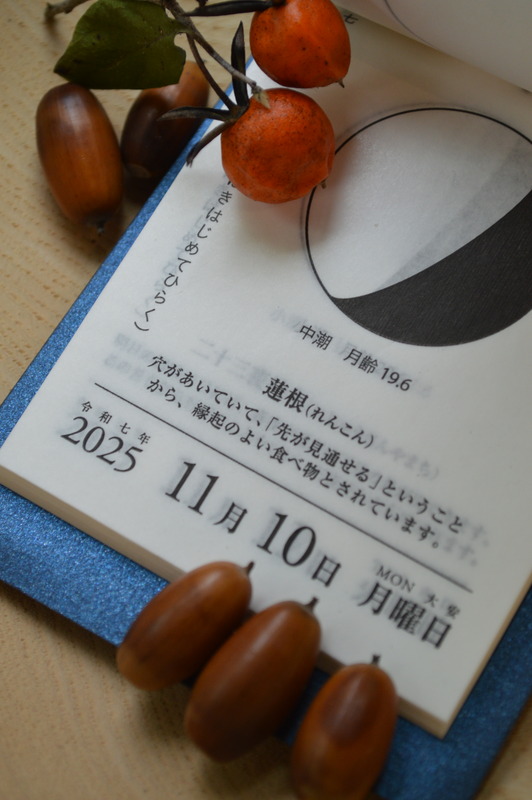 七
きはじめてひらく)
中潮 月齢 19.6
蓮根(れんこん)
穴があいていて、「先が見通せる」ということ
から、縁起のよい食べ物とされています。
令和七年
2025
11月10日
MON 大安
月曜日